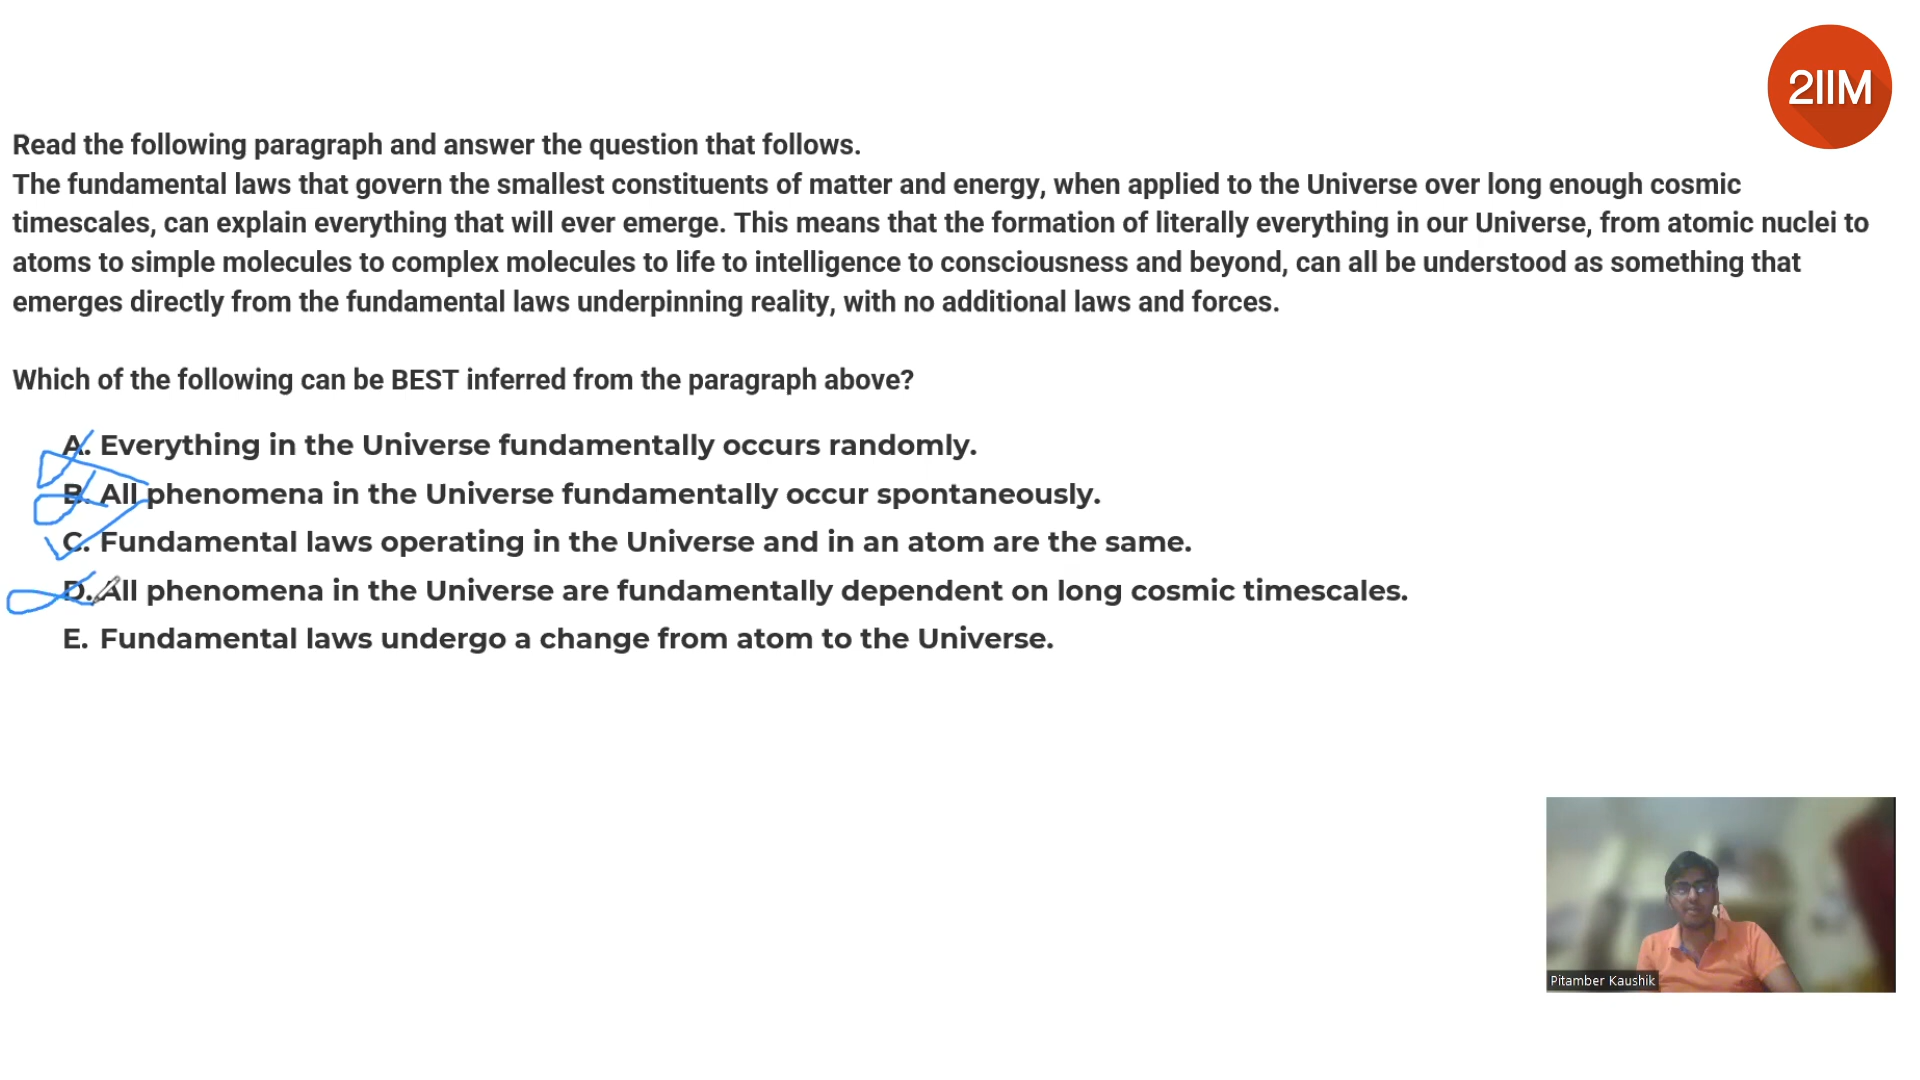 2IIM
Read the following paragraph and answer the question that follows.
The fundamental laws that govern the smallest constituents of matter and energy, when applied to the Universe over long enough cosmic
timescales, can explain everything that will ever emerge. This means that the formation of literally everything in our Universe, from atomic nuclei to
atoms to simple molecules to complex molecules to life to intelligence to consciousness and beyond, can all be understood as something that
emerges directly from the fundamental laws underpinning reality, with no additional laws and forces.
Which of the following can be BEST inferred from the paragraph above?
A. Everything in the Universe fundamentally occurs randomly.
B. All phenomena in the Universe fundamentally occur spontaneously.
C. Fundamental laws operating in the Universe and in an atom are the same.
D. All phenomena in the Universe are fundamentally dependent on long cosmic timescales.
E. Fundamental laws undergo a change from atom to the Universe.
Pitamber Kaushik